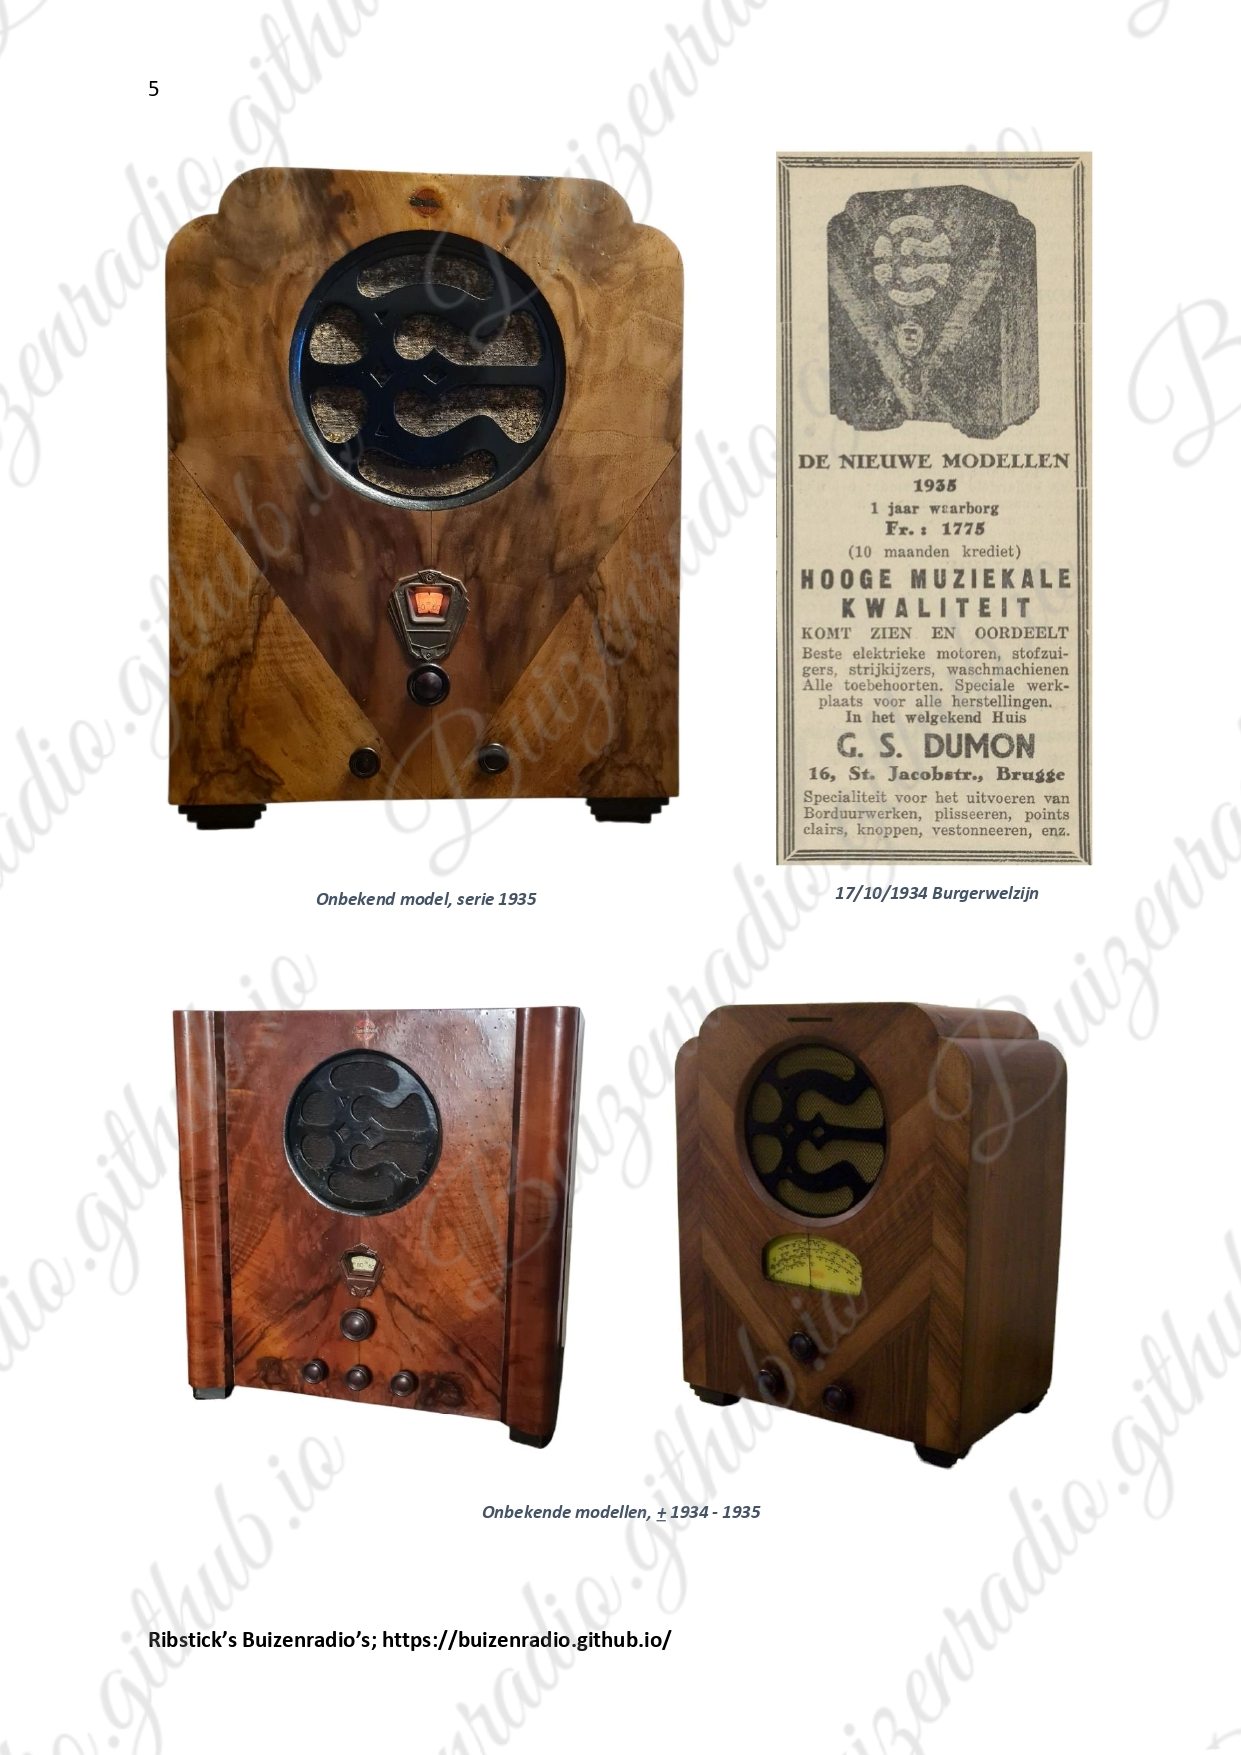 5
DE NIEUWE MODELLEN
1935
1 jaar waarborg
Fr. : 1775
(10 maanden krediet)
HOOGE MUZIEKALE
KWALITEIT
KOMT ZIEN EN OORDEELT
Beste elektrieke motoren, stofzui-
gers, strijkijzers, waschmachienen
Alle toebehoorten. Speciale werk-
plaats voor alle herstellingen.
In het welgekend Huis
G. S. DUMON
16, St. Jacobstr., Brugge
Specialiteit voor het uitvoeren van
Borduurwerken, plisseeren, points
clairs, knoppen, vestonneeren, enz.
Onbekend model, serie 1935
17/10/1934 Burgerwelzijn
Onbekende modellen, + 1934 - 1935
Ribstick’s Buizenradio’s; https://buizenradio.github.io/
Buizenradio.github.io